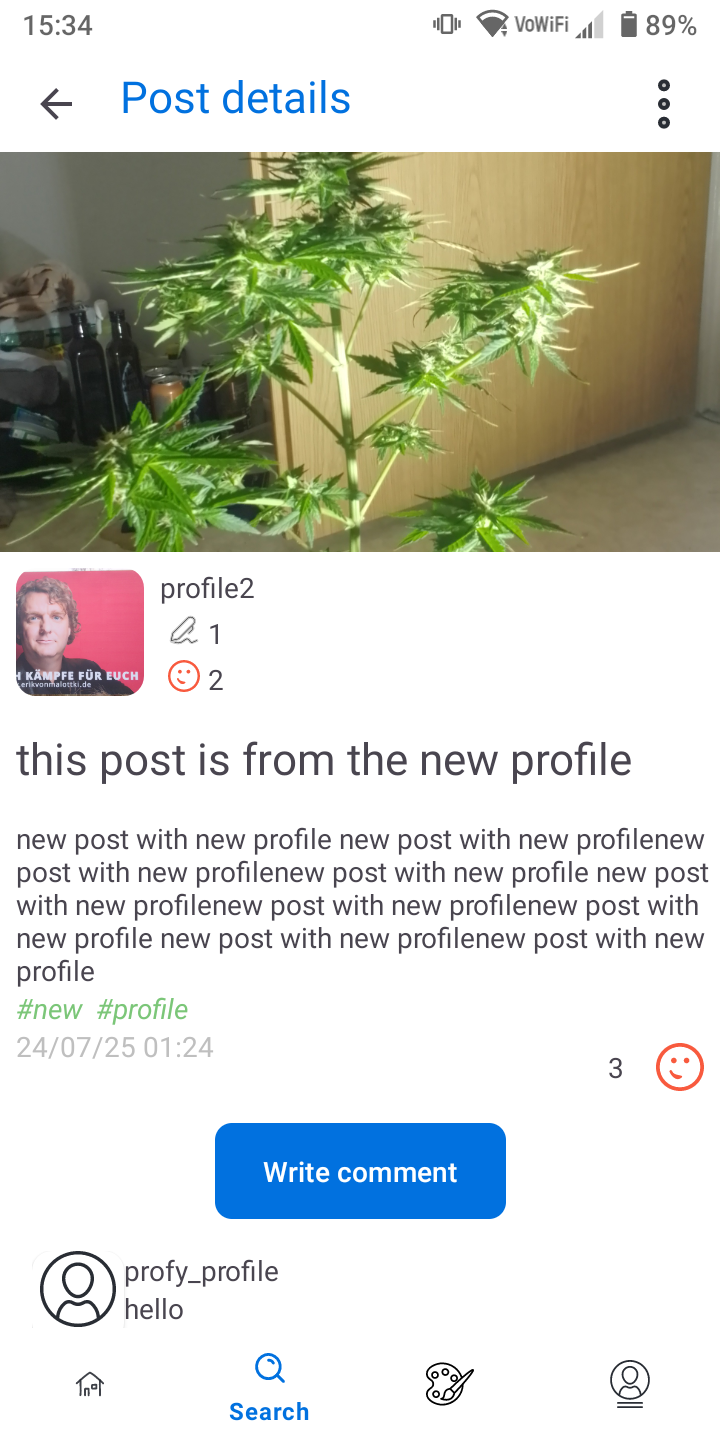 15:34
VoWiFi
89%
Post details
profile2
1
KÄMPFE FÜR EUCH
erikvonmalottki.de
2
this post is from the new profile
new post with new profile new post with new profilenew
post with new profilenew post with new profile new post
with new profilenew post with new profilenew post with
new profile new post with new profilenew post with new
profile
#new #profile
24/07/25 01:24
3
Write comment
profy_profile
hello
Search